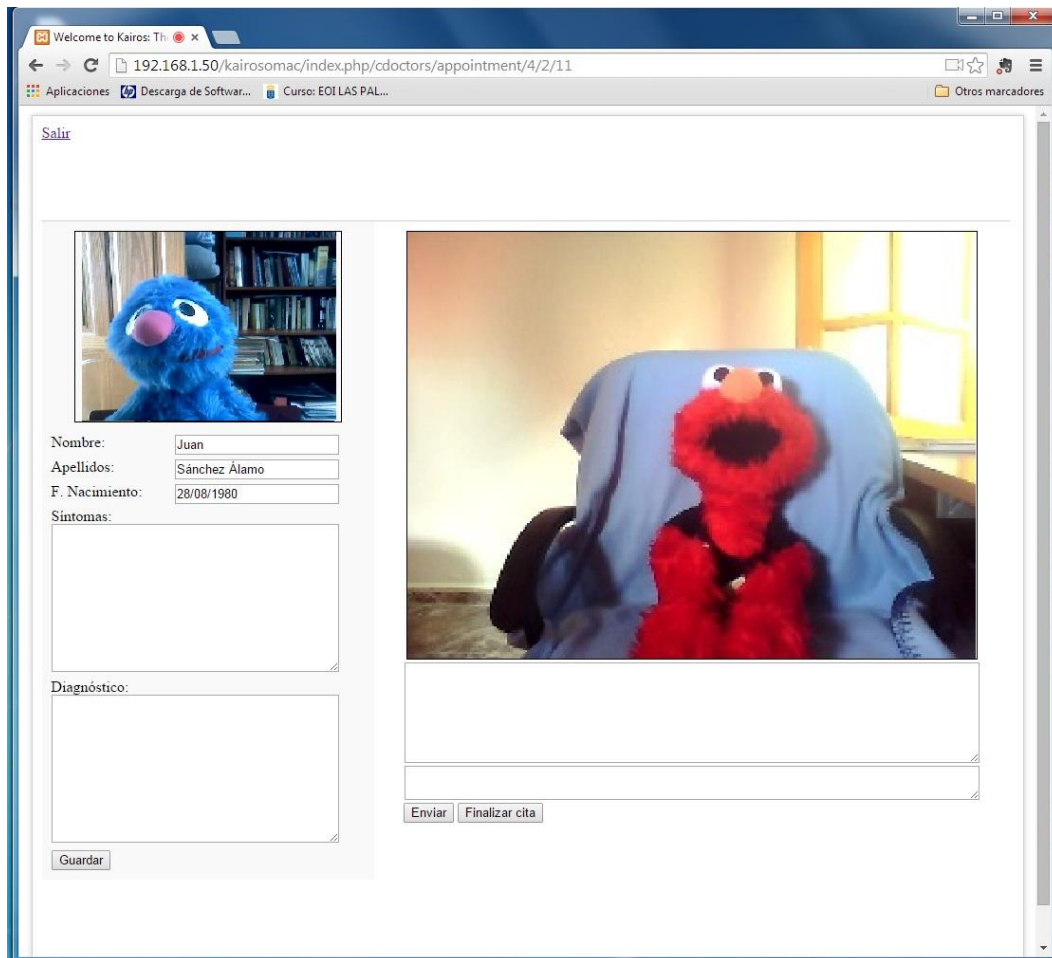 Welcome to Kairos: Th
192.168.1.50/kairosomac/index.php/cdoctors/appointment/4/2/11
Aplicaciones Descarga de Softwar... Curso: EOI LAS PAL... Otros marcadores
Salir
Nombre: Juan
Apellidos: Sánchez Álamo
F. Nacimiento: 28/08/1980
Síntomas:
Diagnóstico:
Guardar
Enviar Finalizar cita